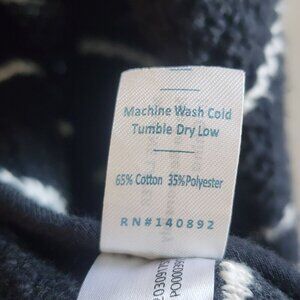 Machine Wash Cold
Tumble Dry Low
65% Cotton 35%Polyester
RN#140892